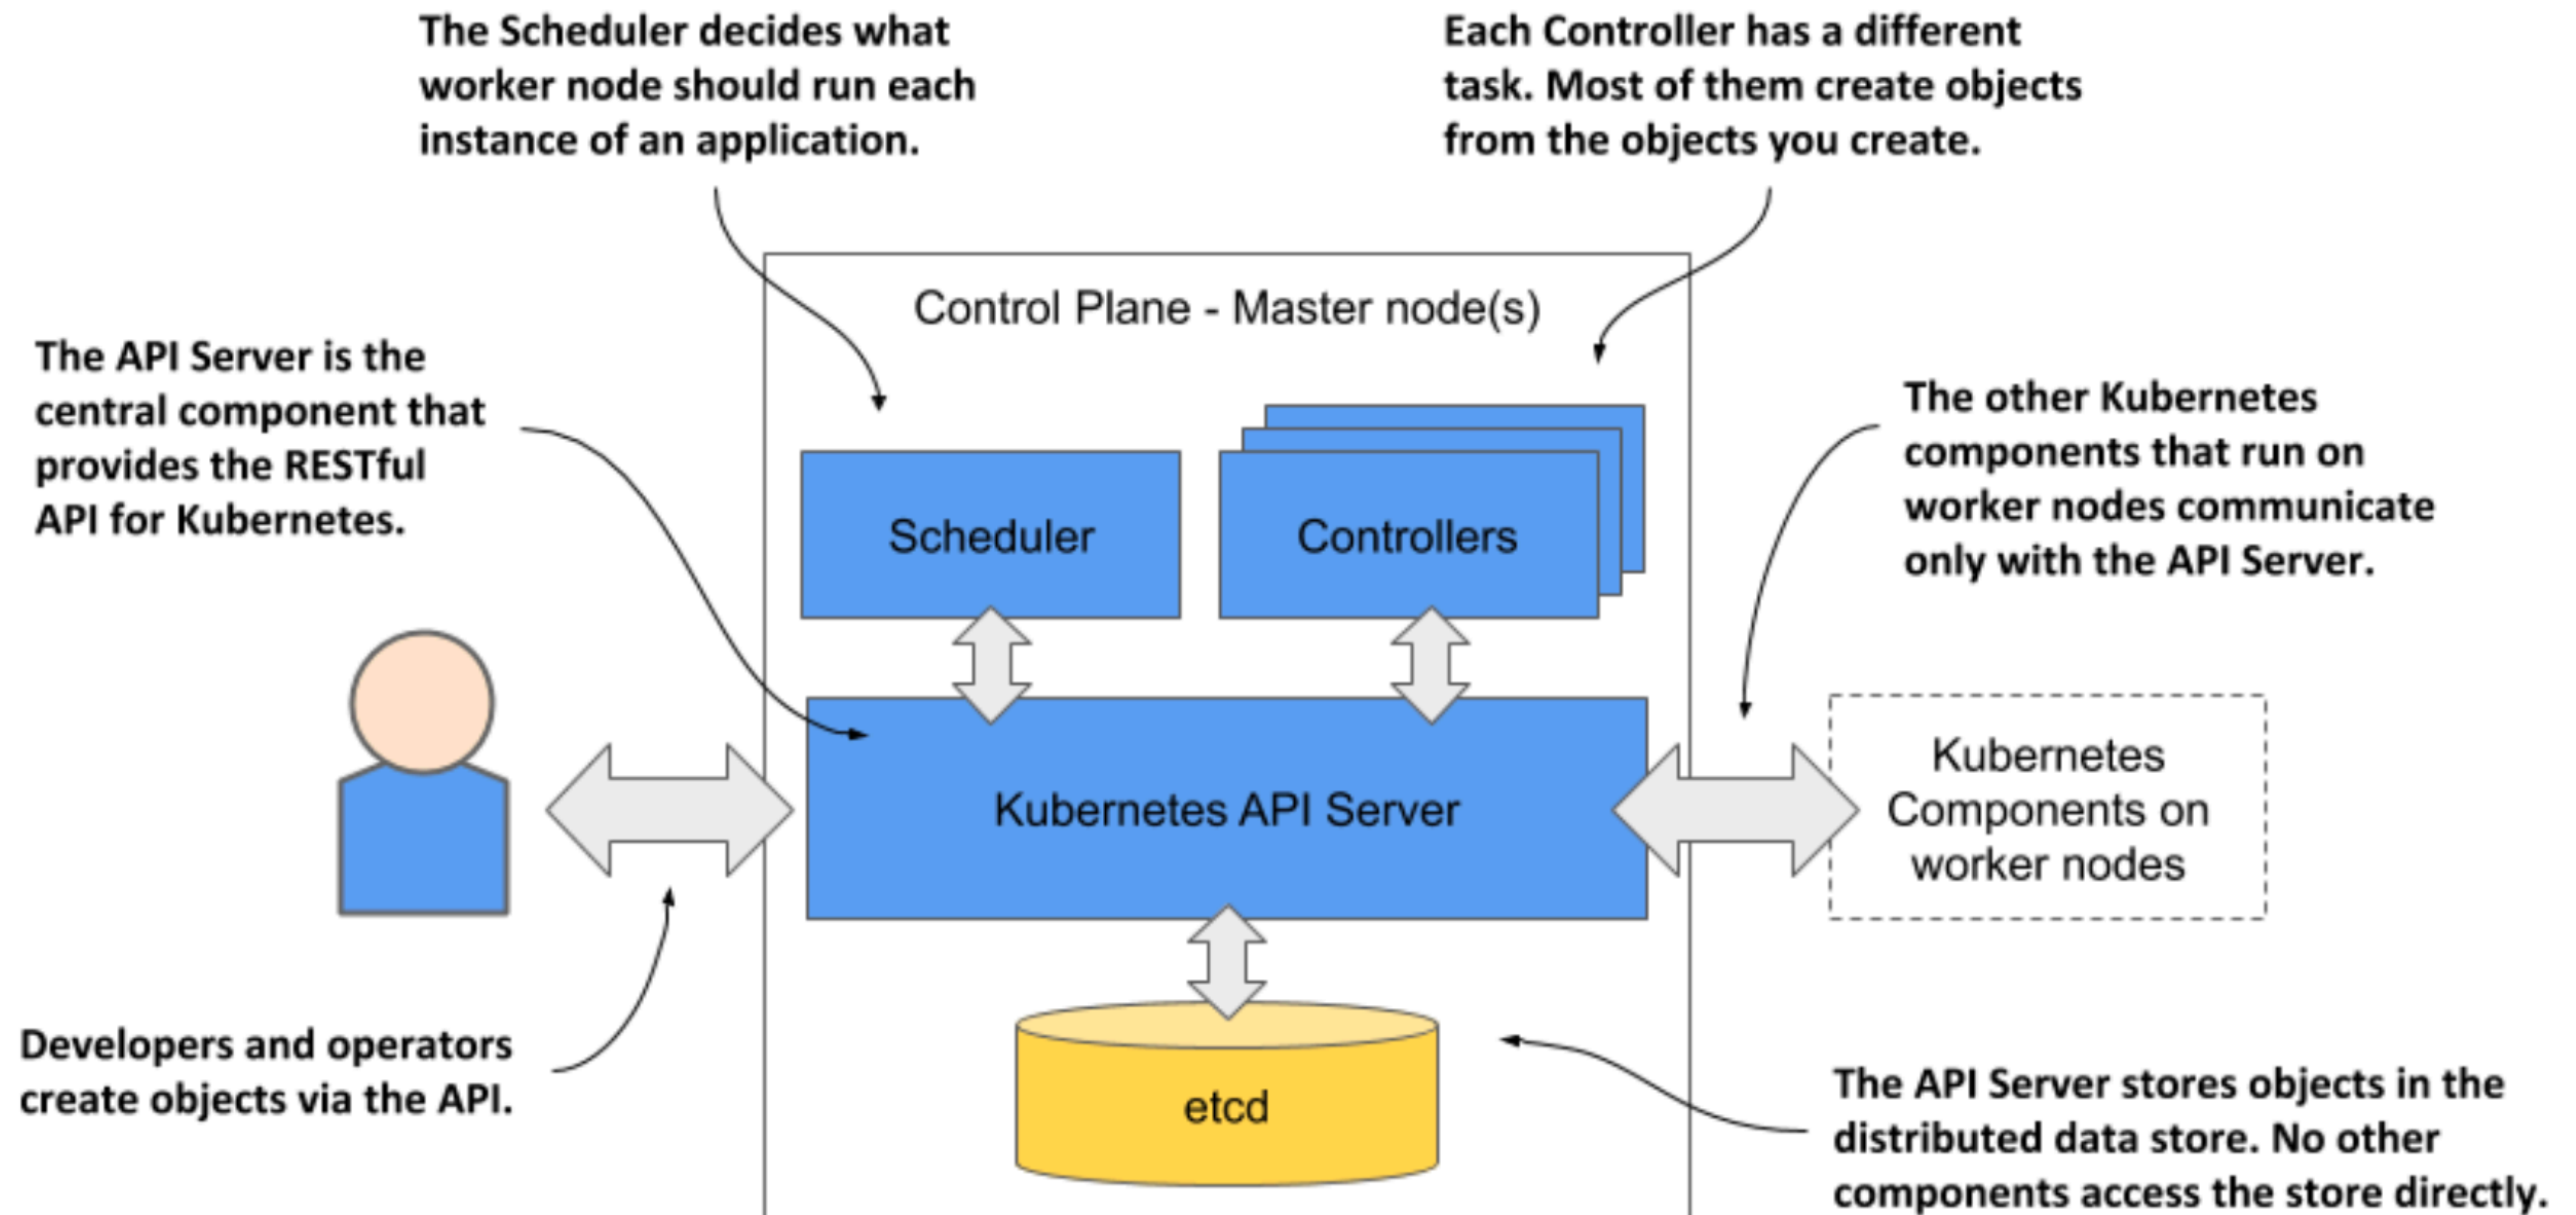 The Scheduler decides what
worker node should run each
instance of an application.
Each Controller has a different
task. Most of them create objects
from the objects you create.
Control Plane - Master node(s)
The API Server is the
central component that
provides the RESTful
API for Kubernetes.
The other Kubernetes
components that run on
worker nodes communicate
only with the API Server.
Scheduler
Controllers
Kubernetes API Server
Kubernetes
Components on
worker nodes
Developers and operators
create objects via the API.
etcd
The API Server stores objects in the
distributed data store. No other
components access the store directly.